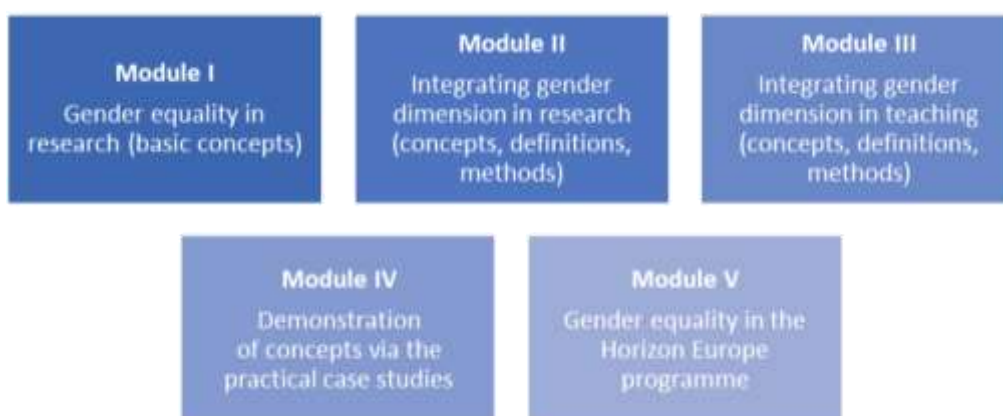 Module I
Gender equality in
research (basic concepts)
Module II
Integrating gender
dimension in research
(concepts, definitions,
methods)
Module III
Integrating gender
dimension in teaching
(concepts, definitions,
methods)
Module IV
Demonstration
of concepts via the
practical case studies
Module V
Gender equality in the
Horizon Europe
programme